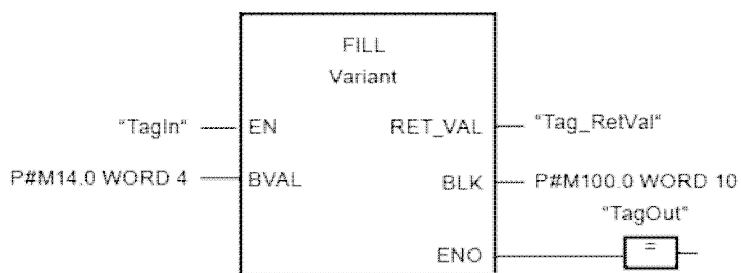 FILL
Variant
"TagIn" EN RET_VAL "Tag_RetVal"
P#M14.0 WORD 4 BVAL BLK P#M100.0 WORD 10
"TagOut"
ENO =